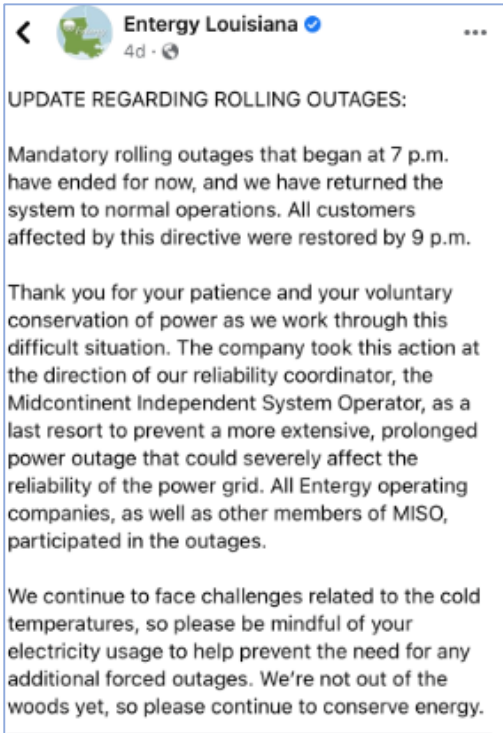 Entergy Louisiana
4d ·
UPDATE REGARDING ROLLING OUTAGES:
Mandatory rolling outages that began at 7 p.m.
have ended for now, and we have returned the
system to normal operations. All customers
affected by this directive were restored by 9 p.m.
Thank you for your patience and your voluntary
conservation of power as we work through this
difficult situation. The company took this action at
the direction of our reliability coordinator, the
Midcontinent Independent System Operator, as a
last resort to prevent a more extensive, prolonged
power outage that could severely affect the
reliability of the power grid. All Entergy operating
companies, as well as other members of MISO,
participated in the outages.
We continue to face challenges related to the cold
temperatures, so please be mindful of your
electricity usage to help prevent the need for any
additional forced outages. We're not out of the
woods yet, so please continue to conserve energy.